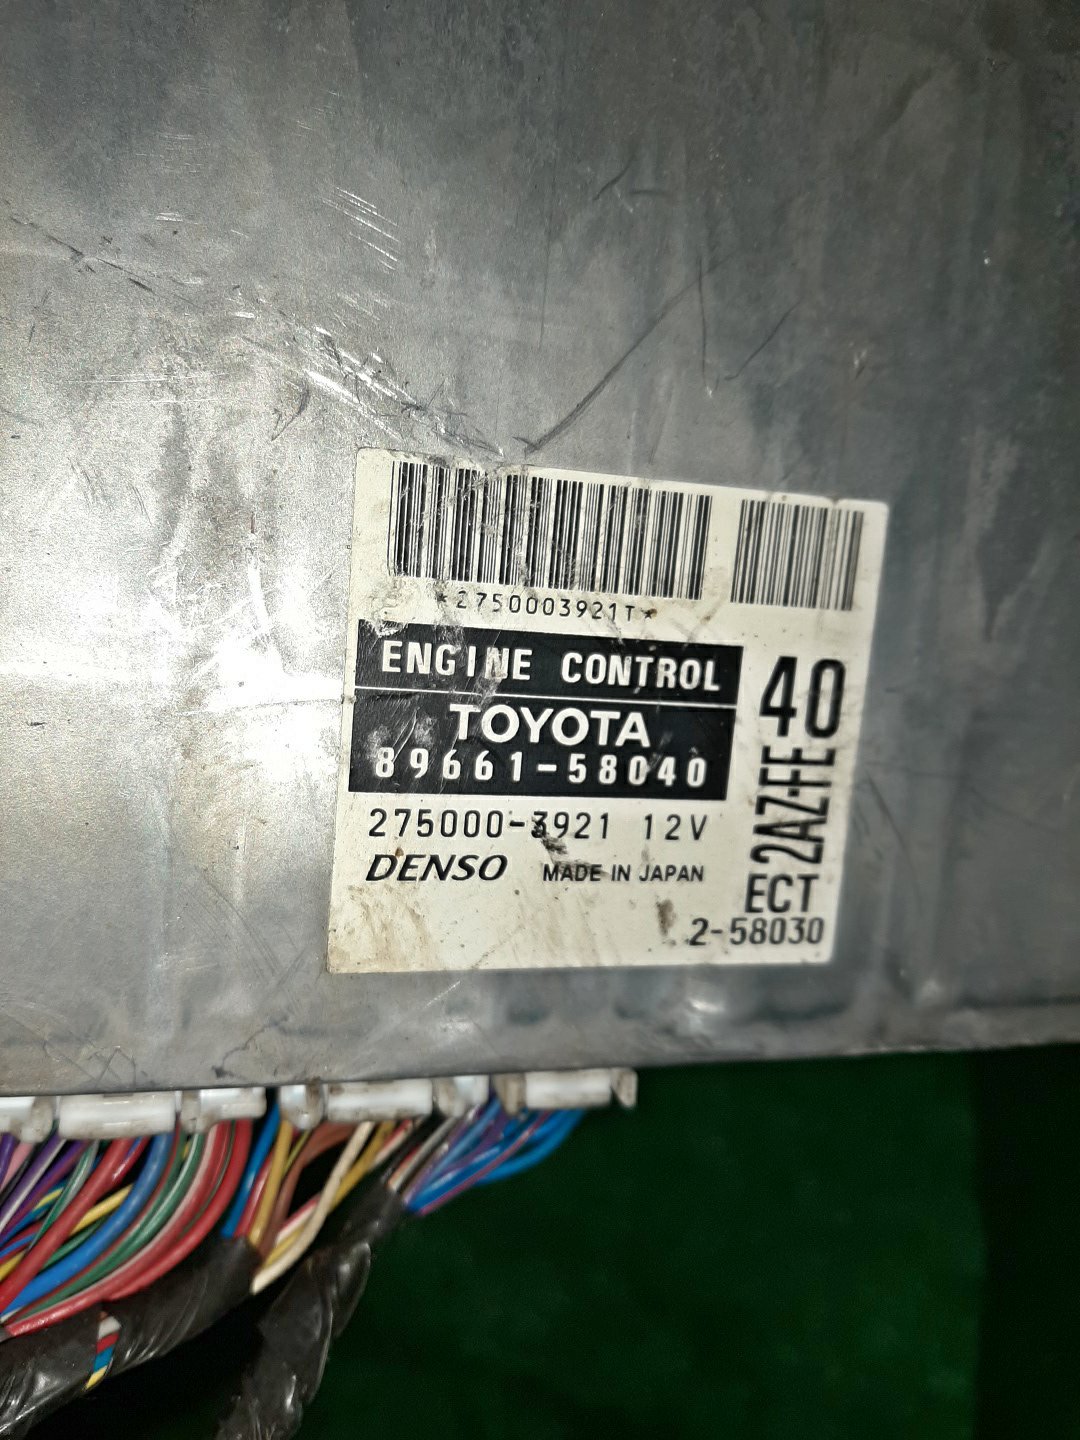 *2750003921T*
ENGINE CONTROL
TOYOTA
89661-58040
275000-3921 12V
DENSO MADE IN JAPAN
40
2AZ-FE
ECT
2-58030